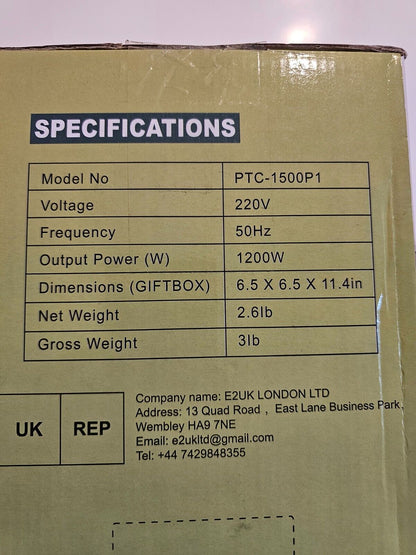 SPECIFICATIONS
Model No PTC-1500P1
Voltage 220V
Frequency 50Hz
Output Power (W) 1200W
Dimensions (GIFTBOX) 6.5 X 6.5 X 11.4in
Net Weight 2.6lb
Gross Weight 3lb
UK REP
Company name: E2UK LONDON LTD
Address: 13 Quad Road , East Lane Business Park,
Wembley HA9 7NE
Email: e2ukltd@gmail.com
Tel: +44 7429848355